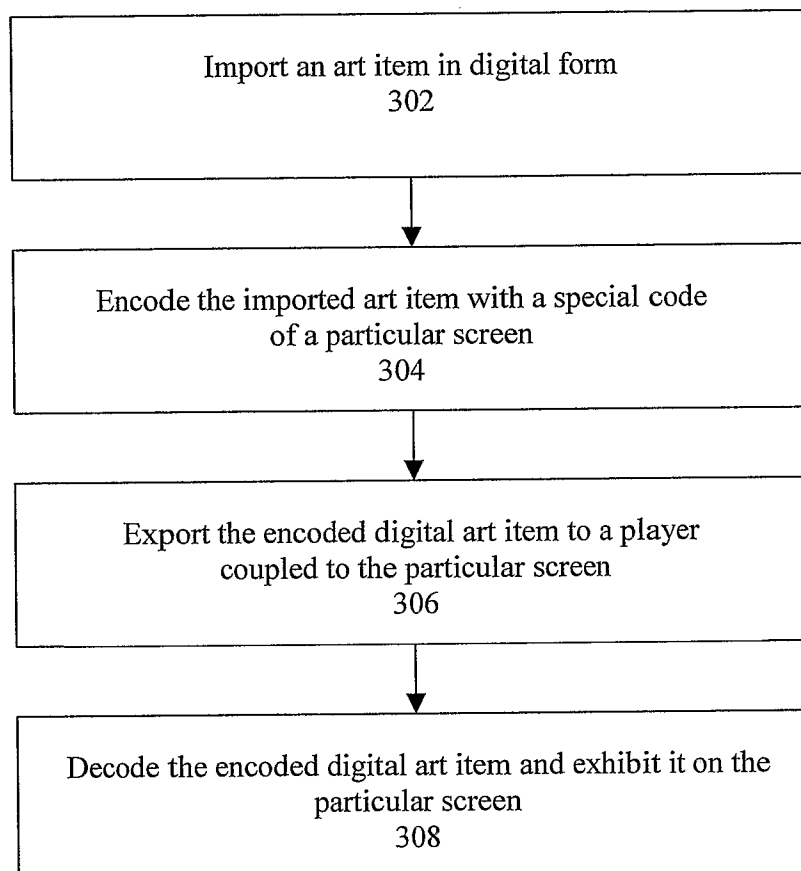 Import an art item in digital form
302
Encode the imported art item with a special code
of a particular screen
304
Export the encoded digital art item to a player
coupled to the particular screen
306
Decode the encoded digital art item and exhibit it on the
particular screen
308